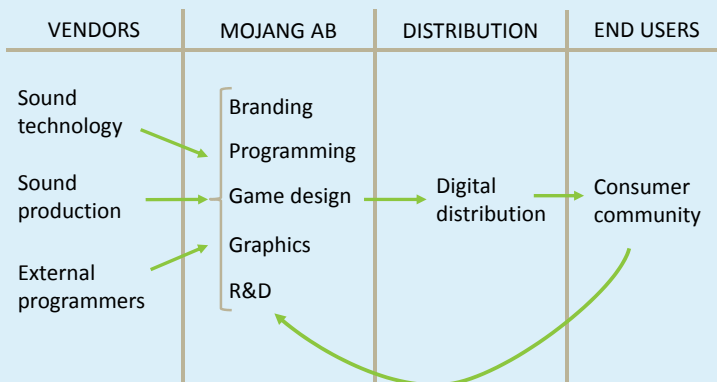 VENDORS
MOJANG AB
DISTRIBUTION
END USERS
Sound
technology
Sound
production
External
programmers
Branding
Programming
Game design
Graphics
R&D
Digital
distribution
Consumer
community